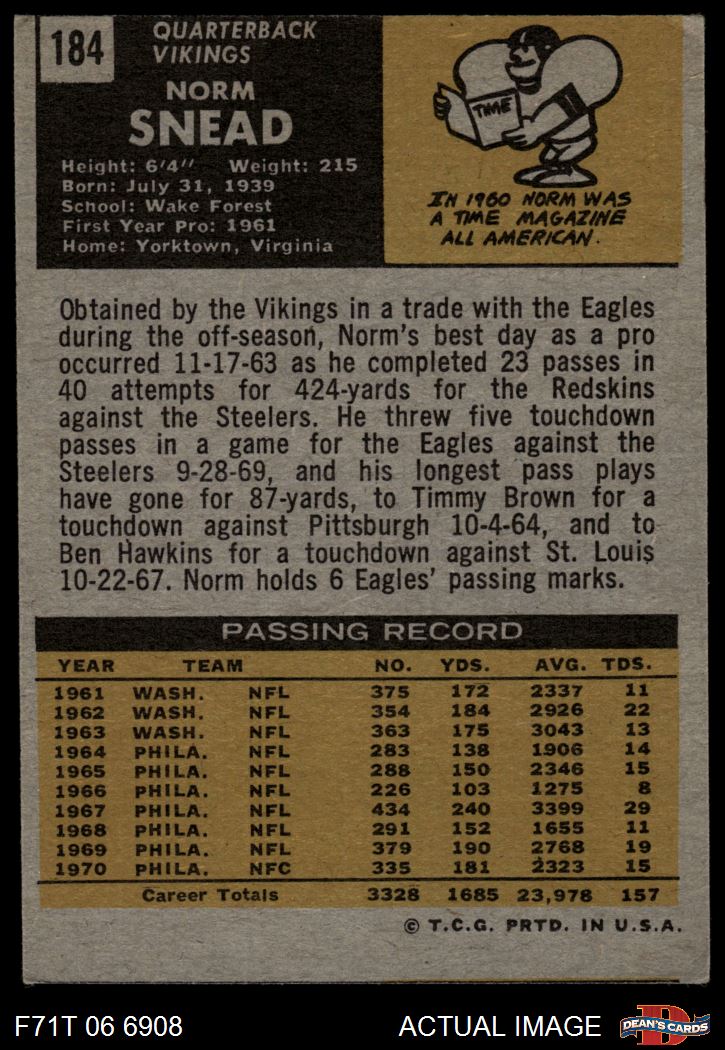 184
QUARTERBACK
VIKINGS
NORM
SNEAD
Height: 6'4'' Weight: 215
Born: July 31, 1939
School: Wake Forest
First Year Pro: 1961
Home: Yorktown, Virginia
TIME
IN 1960 NORM WAS
A TIME MAGAZINE
ALL AMERICAN.
Obtained by the Vikings in a trade with the Eagles
during the off-season, Norm's best day as a pro
occurred 11-17-63 as he completed 23 passes in
40 attempts for 424-yards for the Redskins
against the Steelers. He threw five touchdown
passes in a game for the Eagles against the
Steelers 9-28-69, and his longest pass plays
have gone for 87-yards, to Timmy Brown for a
touchdown against Pittsburgh 10-4-64, and to
Ben Hawkins for a touchdown against St. Louis
10-22-67. Norm holds 6 Eagles' passing marks.
PASSING RECORD
YEAR TEAM NO. YDS. AVG. TDS.
1961 WASH. NFL 375 172 2337 11
1962 WASH. NFL 354 184 2926 22
1963 WASH. NFL 363 175 3043 13
1964 PHILA. NFL 283 138 1906 14
1965 PHILA. NFL 288 150 2346 15
1966 PHILA. NFL 226 103 1275 8
1967 PHILA. NFL 434 240 3399 29
1968 PHILA. NFL 291 152 1655 11
1969 PHILA. NFL 379 190 2768 19
1970 PHILA. NFC 335 181 2323 15
Career Totals 3328 1685 23,978 157
© T.C.G. PRTD. IN U.S.A.
F71T 06 6908 ACTUAL IMAGE D DEAN'S CARDS